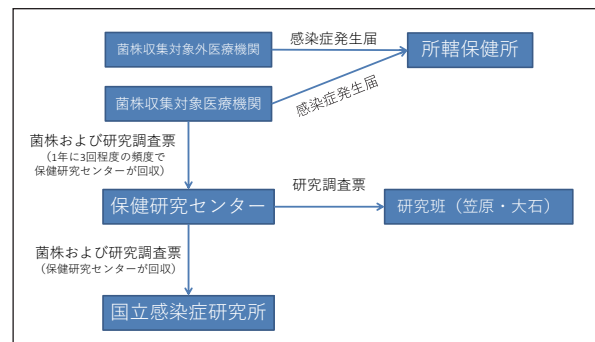 感染症発生届
菌株収集対象外医療機関
所轄保健所
菌株収集対象医療機関
感染症発生届
菌株および研究調査票
（1年に3回程度の頻度で
保健研究センターが回収）
研究調査票
保健研究センター
研究班（笠原・大石）
菌株および研究調査票
（保健研究センターが回収）
国立感染症研究所